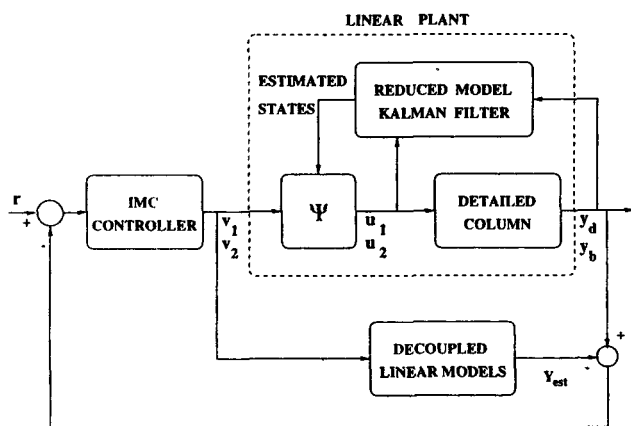 LINEAR PLANT
ESTIMATED
STATES
REDUCED MODEL
KALMAN FILTER
r
+
-
IMC
CONTROLLER
v1
v2
Ψ
u1
u2
DETAILED
COLUMN
yd
yb
+
-
DECOUPLED
LINEAR MODELS
Yest